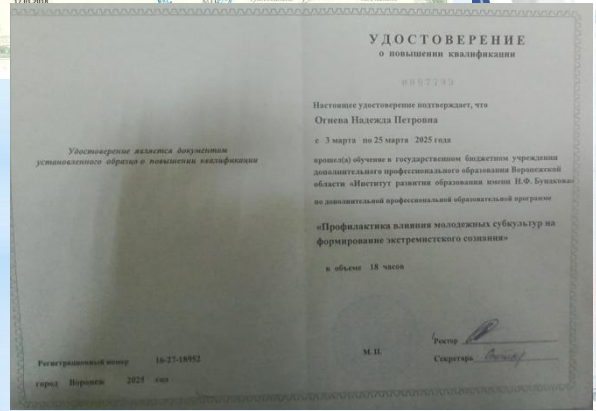 17.03.2018
Удостоверение является документом
установленного образца о повышении квалификации
Регистрационный номер 16-27-18952
город Воронеж 2025 год
УДОСТОВЕРЕНИЕ
о повышении квалификации
Настоящее удостоверение подтверждает, что
Огнева Надежда Петровна
с 3 марта по 25 марта 2025 года
прошел(а) обучение в государственном бюджетном учреждении
дополнительного профессионального образования Воронежской
области «Институт развития образования имени Н.Ф. Бунакова»
по дополнительной профессиональной образовательной программе
«Профилактика влияния молодежных субкультур на
формирование экстремистского сознания»
в объеме 18 часов
М. П.
Ректор
Секретарь